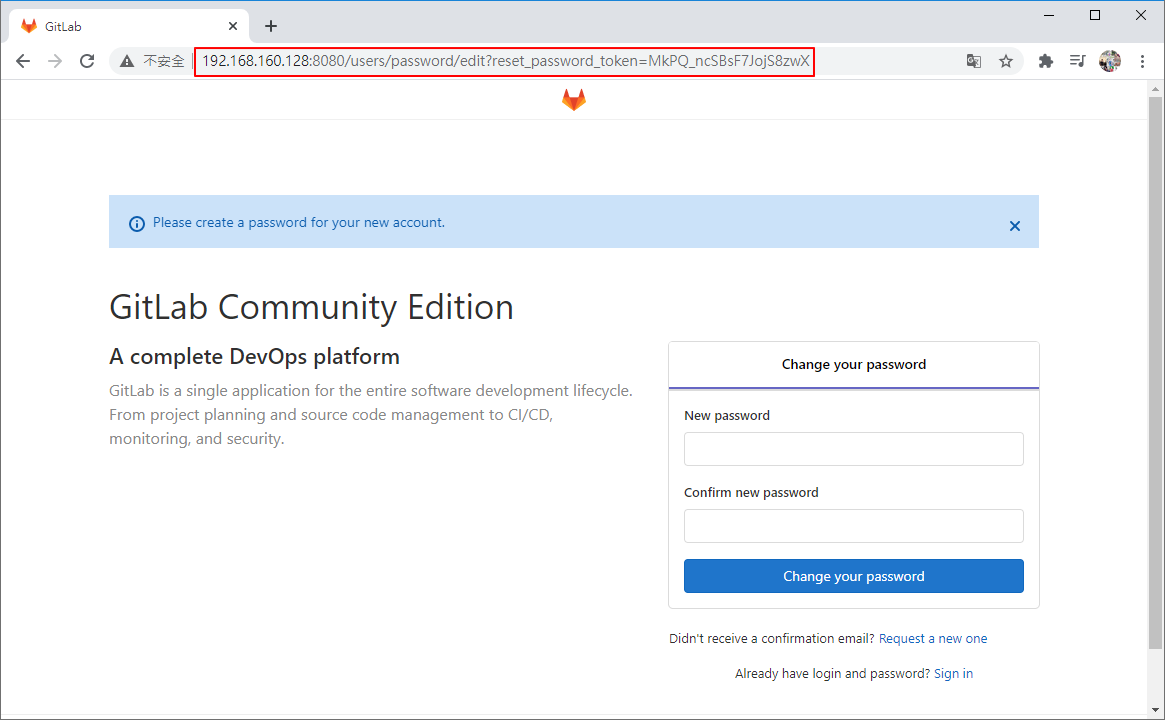 GitLab
不安全
192.168.160.128:8080/users/password/edit?reset_password_token=MkPQ_ncSBsF7JojS8zwX
Please create a password for your new account.
GitLab Community Edition
A complete DevOps platform
GitLab is a single application for the entire software development lifecycle.
From project planning and source code management to CI/CD,
monitoring, and security.
Change your password
New password
Confirm new password
Change your password
Didn't receive a confirmation email? Request a new one
Already have login and password? Sign in